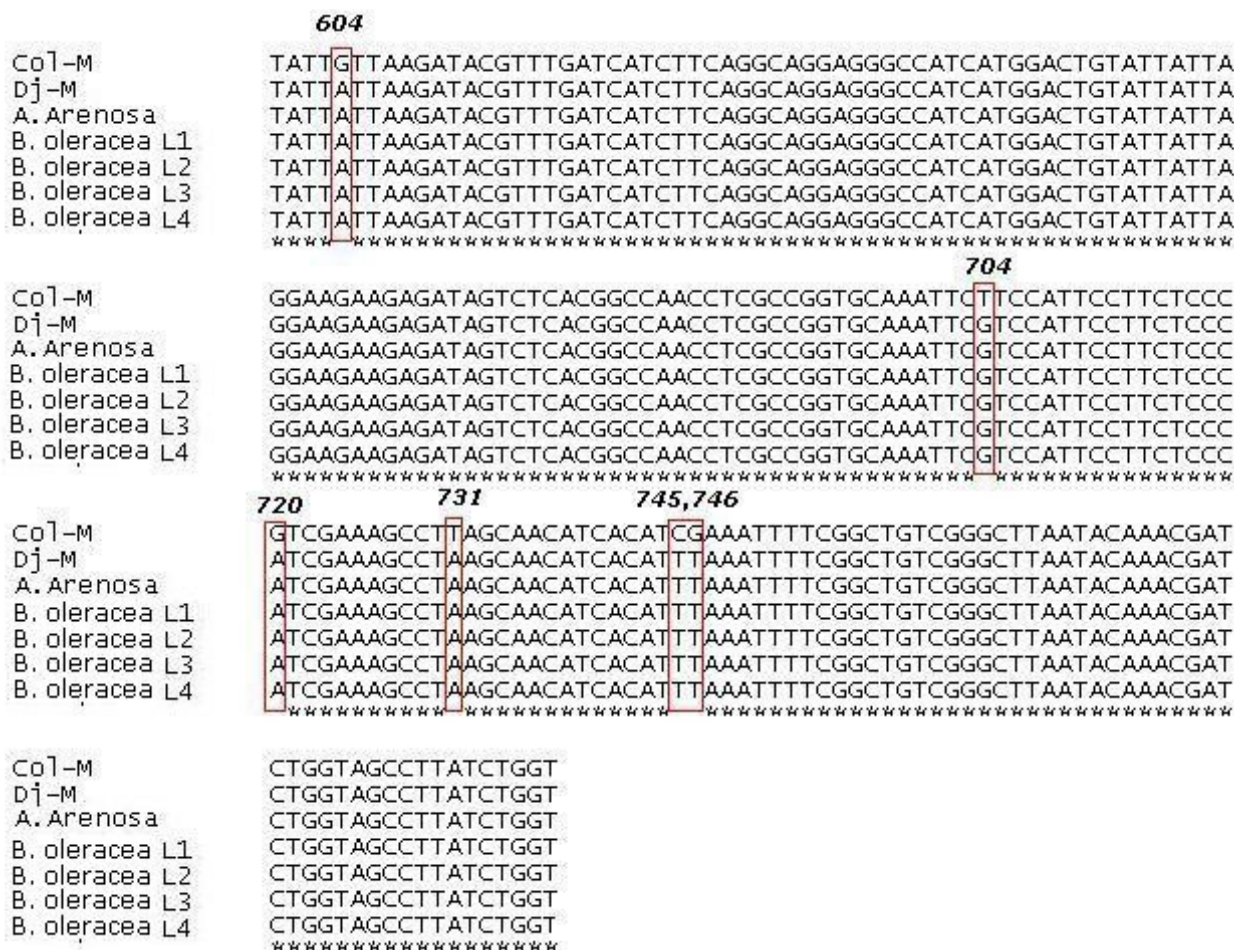 604
Col-M TATTGTTAAGATACGTTTGATCATCTTCAGGCAGGAGGGCCATCATGGACTGTATTATTA
Dj-M TATTATTAAGATACGTTTGATCATCTTCAGGCAGGAGGGCCATCATGGACTGTATTATTA
A. Arenosa TATTATTAAGATACGTTTGATCATCTTCAGGCAGGAGGGCCATCATGGACTGTATTATTA
B. oleracea L1 TATTATTAAGATACGTTTGATCATCTTCAGGCAGGAGGGCCATCATGGACTGTATTATTA
B. oleracea L2 TATTATTAAGATACGTTTGATCATCTTCAGGCAGGAGGGCCATCATGGACTGTATTATTA
B. oleracea L3 TATTATTAAGATACGTTTGATCATCTTCAGGCAGGAGGGCCATCATGGACTGTATTATTA
B. oleracea L4 TATTATTAAGATACGTTTGATCATCTTCAGGCAGGAGGGCCATCATGGACTGTATTATTA
**** *******************************************************
704
Col-M GGAAGAAGAGATAGTCTCACGGCCAACCTCGCCGGTGCAAATTCTTCCATTCCTTCTCCC
Dj-M GGAAGAAGAGATAGTCTCACGGCCAACCTCGCCGGTGCAAATTCGTCCATTCCTTCTCCC
A. Arenosa GGAAGAAGAGATAGTCTCACGGCCAACCTCGCCGGTGCAAATTCGTCCATTCCTTCTCCC
B. oleracea L1 GGAAGAAGAGATAGTCTCACGGCCAACCTCGCCGGTGCAAATTCGTCCATTCCTTCTCCC
B. oleracea L2 GGAAGAAGAGATAGTCTCACGGCCAACCTCGCCGGTGCAAATTCGTCCATTCCTTCTCCC
B. oleracea L3 GGAAGAAGAGATAGTCTCACGGCCAACCTCGCCGGTGCAAATTCGTCCATTCCTTCTCCC
B. oleracea L4 GGAAGAAGAGATAGTCTCACGGCCAACCTCGCCGGTGCAAATTCGTCCATTCCTTCTCCC
******************************************** ***************
720 731 745,746
Col-M GTCGAAAGCCTTAGCAACATCACATCGAAATTTTCGGCTGTCGGGCTTAATACAAACGAT
Dj-M ATCGAAAGCCTAAGCAACATCACATTTAAATTTTCGGCTGTCGGGCTTAATACAAACGAT
A. Arenosa ATCGAAAGCCTAAGCAACATCACATTTAAATTTTCGGCTGTCGGGCTTAATACAAACGAT
B. oleracea L1 ATCGAAAGCCTAAGCAACATCACATTTAAATTTTCGGCTGTCGGGCTTAATACAAACGAT
B. oleracea L2 ATCGAAAGCCTAAGCAACATCACATTTAAATTTTCGGCTGTCGGGCTTAATACAAACGAT
B. oleracea L3 ATCGAAAGCCTAAGCAACATCACATTTAAATTTTCGGCTGTCGGGCTTAATACAAACGAT
B. oleracea L4 ATCGAAAGCCTAAGCAACATCACATTTAAATTTTCGGCTGTCGGGCTTAATACAAACGAT
********** ************* *********************************
Col-M CTGGTAGCCTTATCTGGT
Dj-M CTGGTAGCCTTATCTGGT
A. Arenosa CTGGTAGCCTTATCTGGT
B. oleracea L1 CTGGTAGCCTTATCTGGT
B. oleracea L2 CTGGTAGCCTTATCTGGT
B. oleracea L3 CTGGTAGCCTTATCTGGT
B. oleracea L4 CTGGTAGCCTTATCTGGT
******************